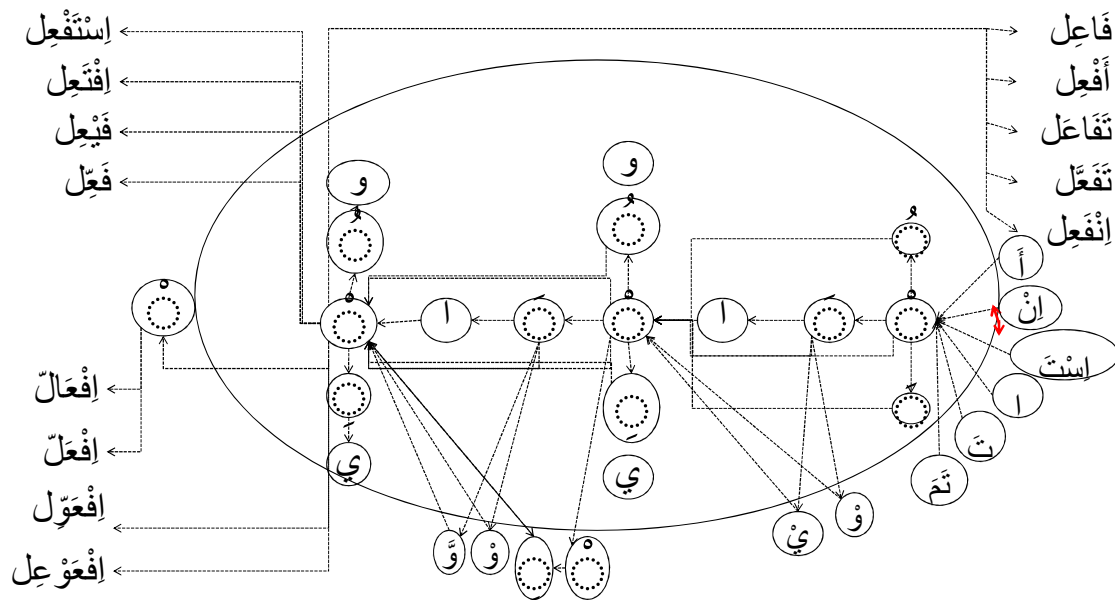 فَاعِل
أَفْعِل
تَفَاعَل
تَفَعَّل
اِنْفَعِل
اِسْتَفْعِل
اِفْتَعِل
فَيْعِل
فَعِّل
اِفْعَالّ
اِفْعَلّ
اِفْعَوِّل
اِفْعَوْعِل
أَ
اِنْ
اِسْتَ
ا
تَ
تَمَ
و
و
ا
ا
ي
ي
وْ
يْ
وْ
وَّ